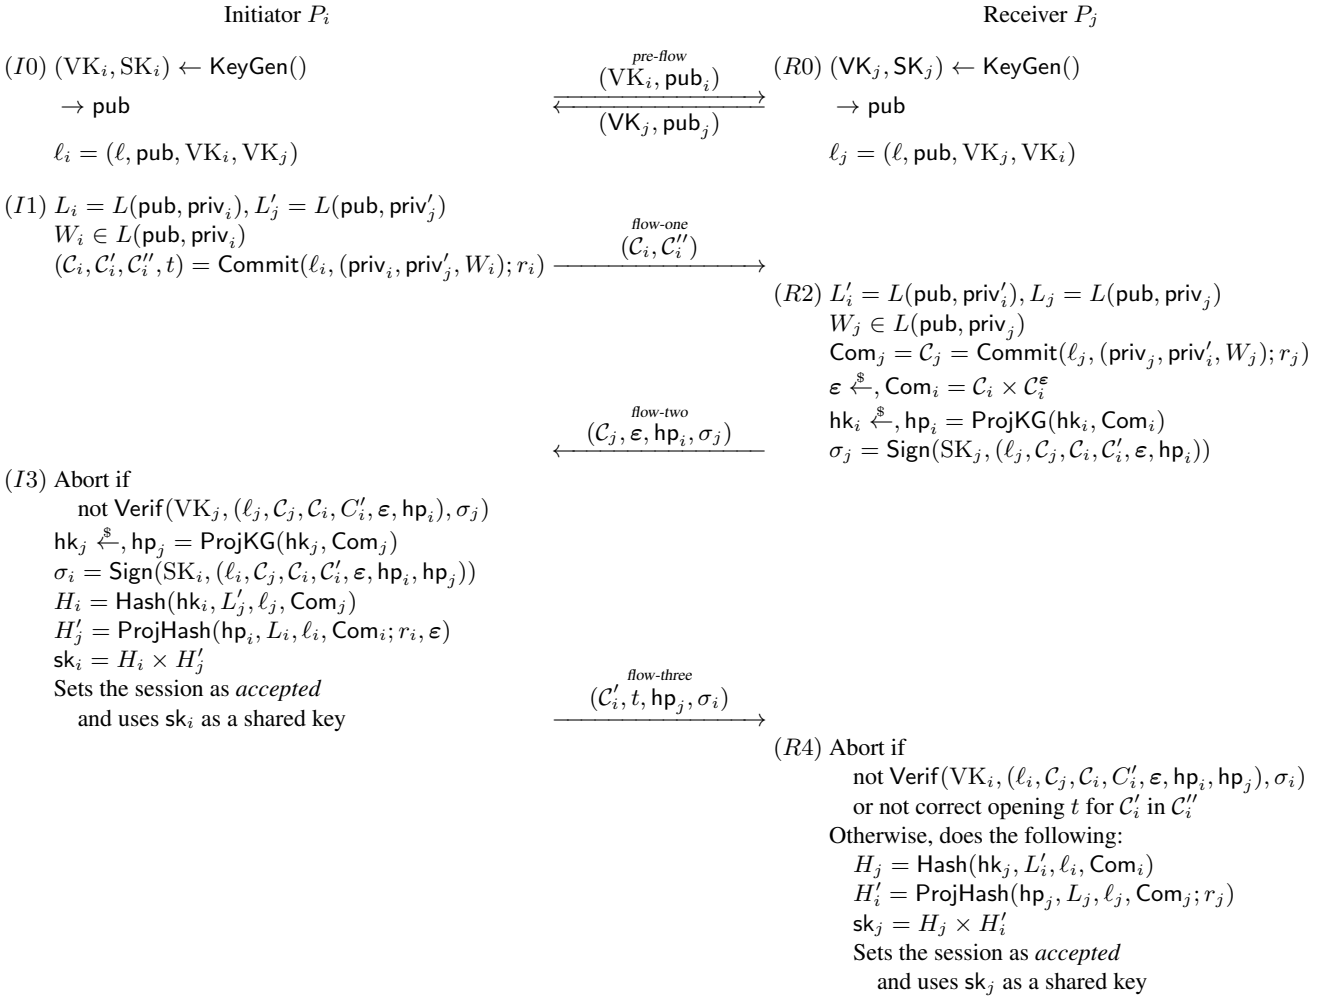 Initiator P_i
Receiver P_j
(I0) (VK_i, SK_i) ← KeyGen()
→ pub
ℓ_i = (ℓ, pub, VK_i, VK_j)
pre-flow
(VK_i, pub_i)
(VK_j, pub_j)
(R0) (VK_j, SK_j) ← KeyGen()
→ pub
ℓ_j = (ℓ, pub, VK_j, VK_i)
(I1) L_i = L(pub, priv_i), L′_j = L(pub, priv′_j)
W_i ∈ L(pub, priv_i)
(C_i, C′_i, C″_i, t) = Commit(ℓ_i, (priv_i, priv′_j, W_i); r_i)
flow-one
(C_i, C″_i)
(R2) L′_i = L(pub, priv′_i), L_j = L(pub, priv_j)
W_j ∈ L(pub, priv_j)
Com_j = C_j = Commit(ℓ_j, (priv_j, priv′_i, W_j); r_j)
ε ←$, Com_i = C_i × C_i^ε
hk_i ←$, hp_i = ProjKG(hk_i, Com_i)
σ_j = Sign(SK_j, (ℓ_j, C_j, C_i, C′_i, ε, hp_i))
flow-two
(C_j, ε, hp_i, σ_j)
(I3) Abort if
not Verif(VK_j, (ℓ_j, C_j, C_i, C′_i, ε, hp_i), σ_j)
hk_j ←$, hp_j = ProjKG(hk_j, Com_j)
σ_i = Sign(SK_i, (ℓ_i, C_j, C_i, C′_i, ε, hp_i, hp_j))
H_i = Hash(hk_i, L′_j, ℓ_j, Com_j)
H′_j = ProjHash(hp_i, L_i, ℓ_i, Com_i; r_i, ε)
sk_i = H_i × H′_j
Sets the session as accepted
and uses sk_i as a shared key
flow-three
(C′_i, t, hp_j, σ_i)
(R4) Abort if
not Verif(VK_i, (ℓ_i, C_j, C_i, C′_i, ε, hp_i, hp_j), σ_i)
or not correct opening t for C′_i in C″_i
Otherwise, does the following:
H_j = Hash(hk_j, L′_i, ℓ_i, Com_i)
H′_i = ProjHash(hp_j, L_j, ℓ_j, Com_j; r_j)
sk_j = H_j × H′_i
Sets the session as accepted
and uses sk_j as a shared key